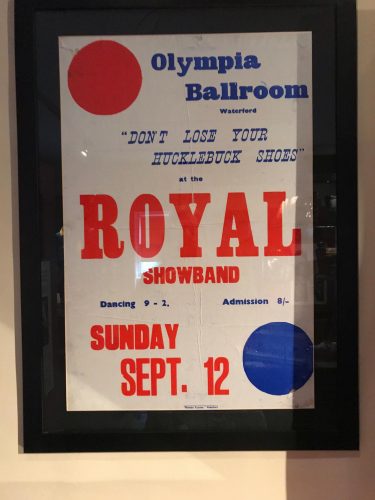 Olympia
Ballroom
Waterford
"DON'T LOSE YOUR
HUCKLEBUCK SHOES"
at the
ROYAL
SHOWBAND
Dancing 9 - 2.
Admission 8/-
SUNDAY
SEPT. 12